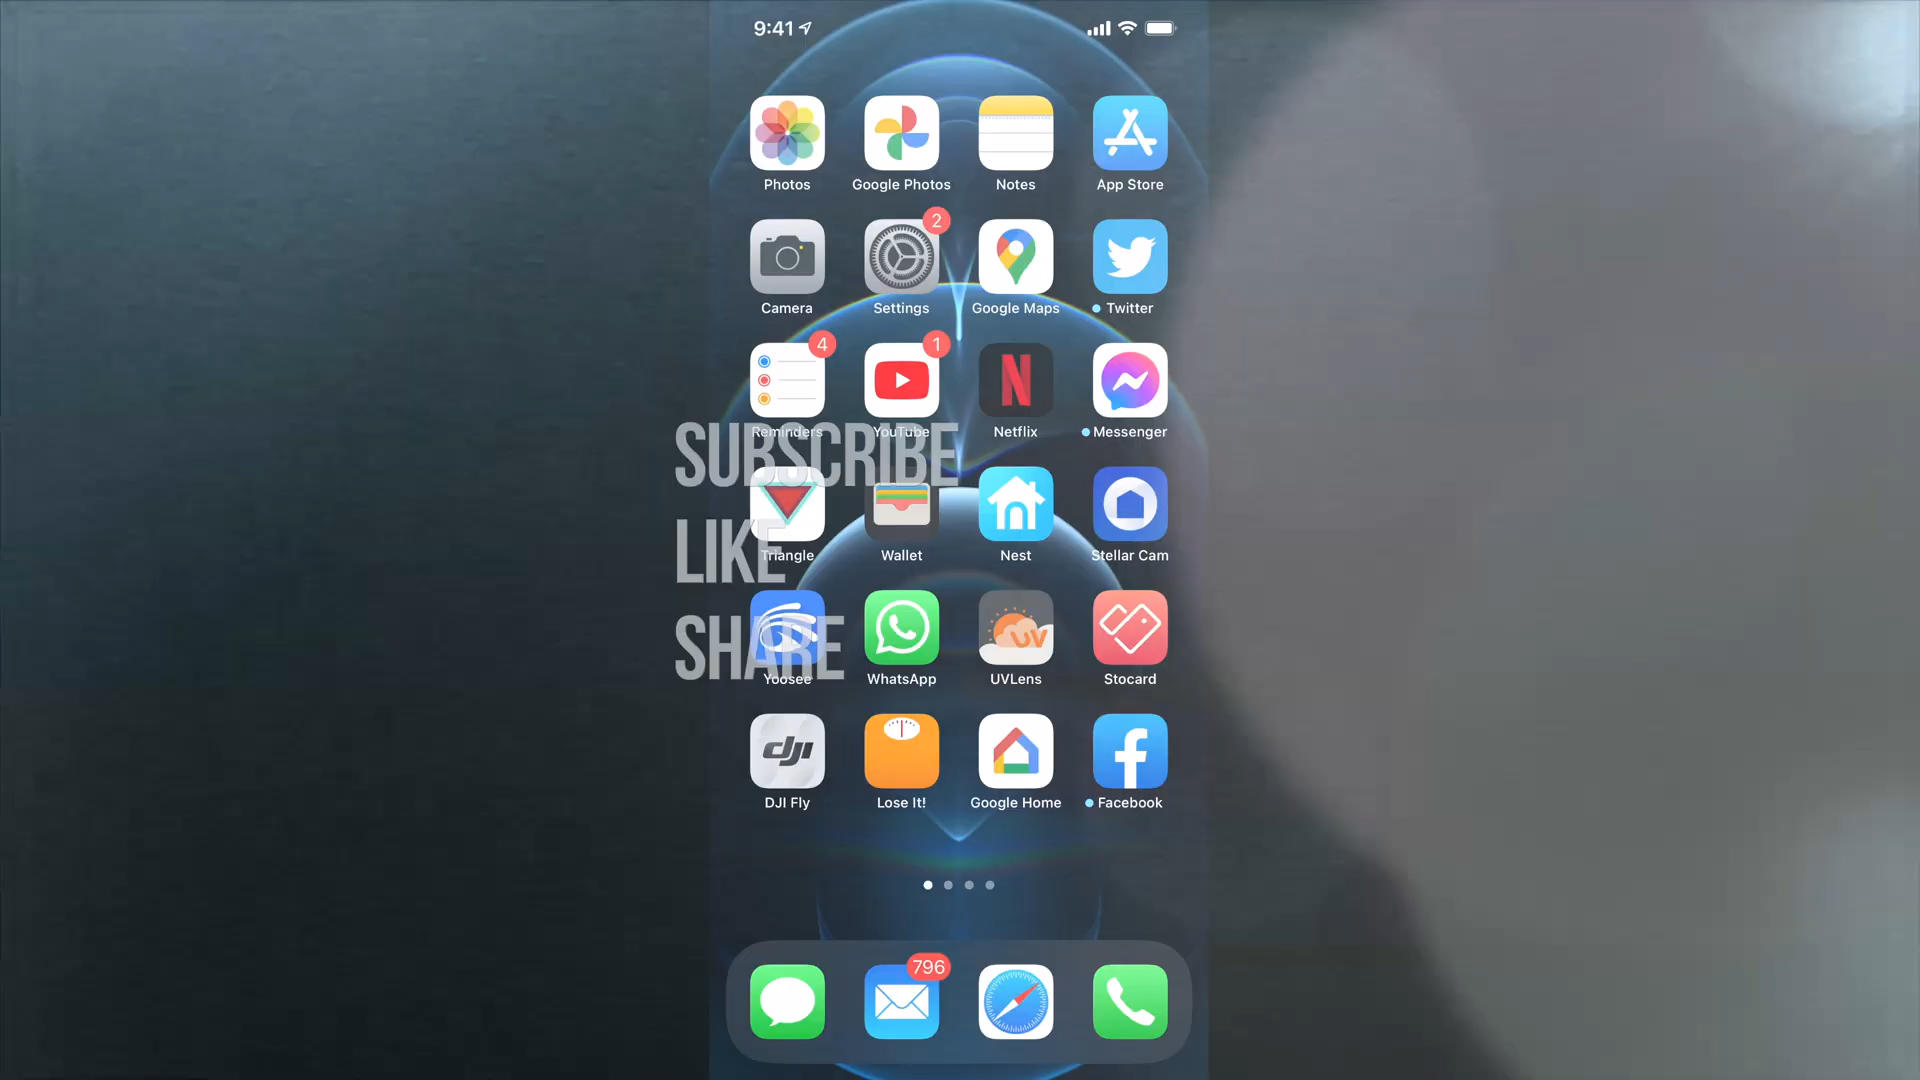 9:41
Photos Google Photos Notes App Store
2
Camera Settings Google Maps Twitter
4 1
Reminders YouTube Netflix Messenger
SUBSCRIBE
Triangle Wallet Nest Stellar Cam
LIKE
UV
Yoosee WhatsApp UVLens Stocard
SHARE
dji
DJI Fly Lose It! Google Home Facebook
796